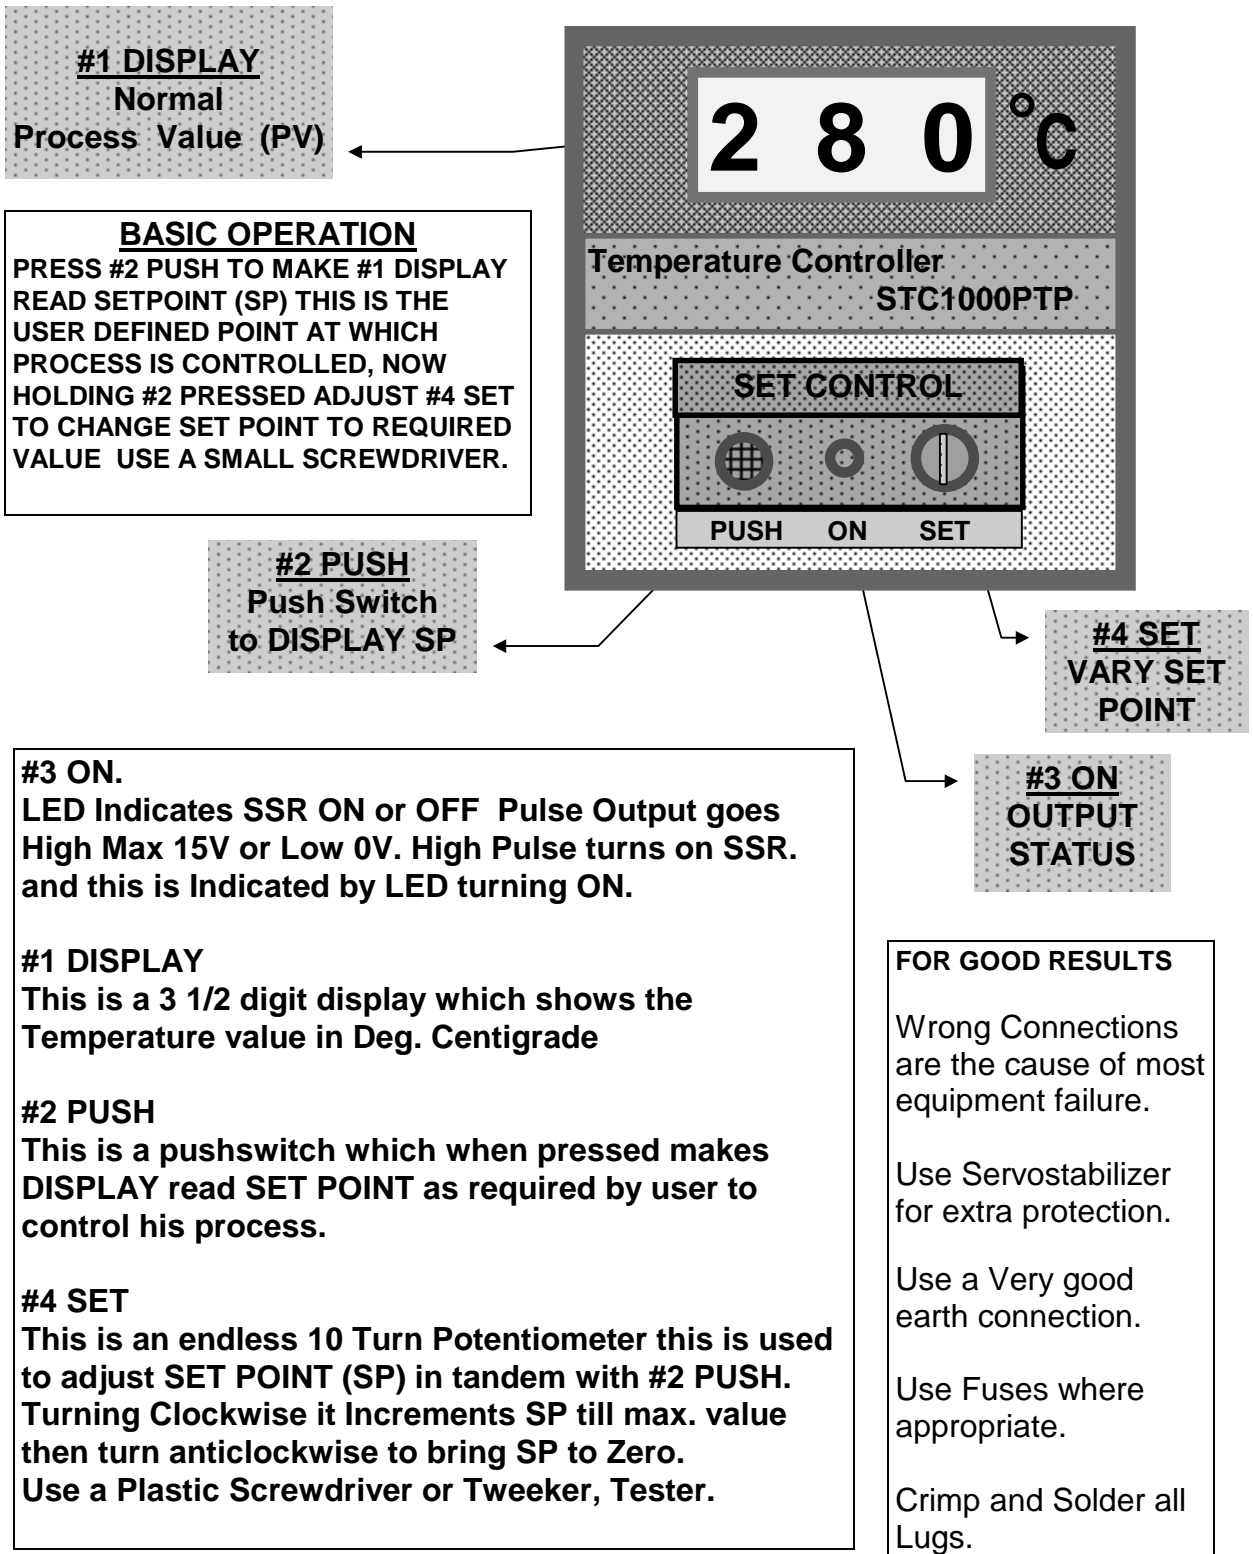 #1 DISPLAY
Normal
Process Value (PV)
2 8 0 °C
Temperature Controller
STC1000PTP
SET CONTROL
PUSH ON SET
BASIC OPERATION
PRESS #2 PUSH TO MAKE #1 DISPLAY
READ SETPOINT (SP) THIS IS THE
USER DEFINED POINT AT WHICH
PROCESS IS CONTROLLED, NOW
HOLDING #2 PRESSED ADJUST #4 SET
TO CHANGE SET POINT TO REQUIRED
VALUE USE A SMALL SCREWDRIVER.
#2 PUSH
Push Switch
to DISPLAY SP
#4 SET
VARY SET
POINT
#3 ON
OUTPUT
STATUS
#3 ON.
LED Indicates SSR ON or OFF Pulse Output goes
High Max 15V or Low 0V. High Pulse turns on SSR.
and this is Indicated by LED turning ON.
#1 DISPLAY
This is a 3 1/2 digit display which shows the
Temperature value in Deg. Centigrade
#2 PUSH
This is a pushswitch which when pressed makes
DISPLAY read SET POINT as required by user to
control his process.
#4 SET
This is an endless 10 Turn Potentiometer this is used
to adjust SET POINT (SP) in tandem with #2 PUSH.
Turning Clockwise it Increments SP till max. value
then turn anticlockwise to bring SP to Zero.
Use a Plastic Screwdriver or Tweeker, Tester.
FOR GOOD RESULTS
Wrong Connections
are the cause of most
equipment failure.
Use Servostabilizer
for extra protection.
Use a Very good
earth connection.
Use Fuses where
appropriate.
Crimp and Solder all
Lugs.